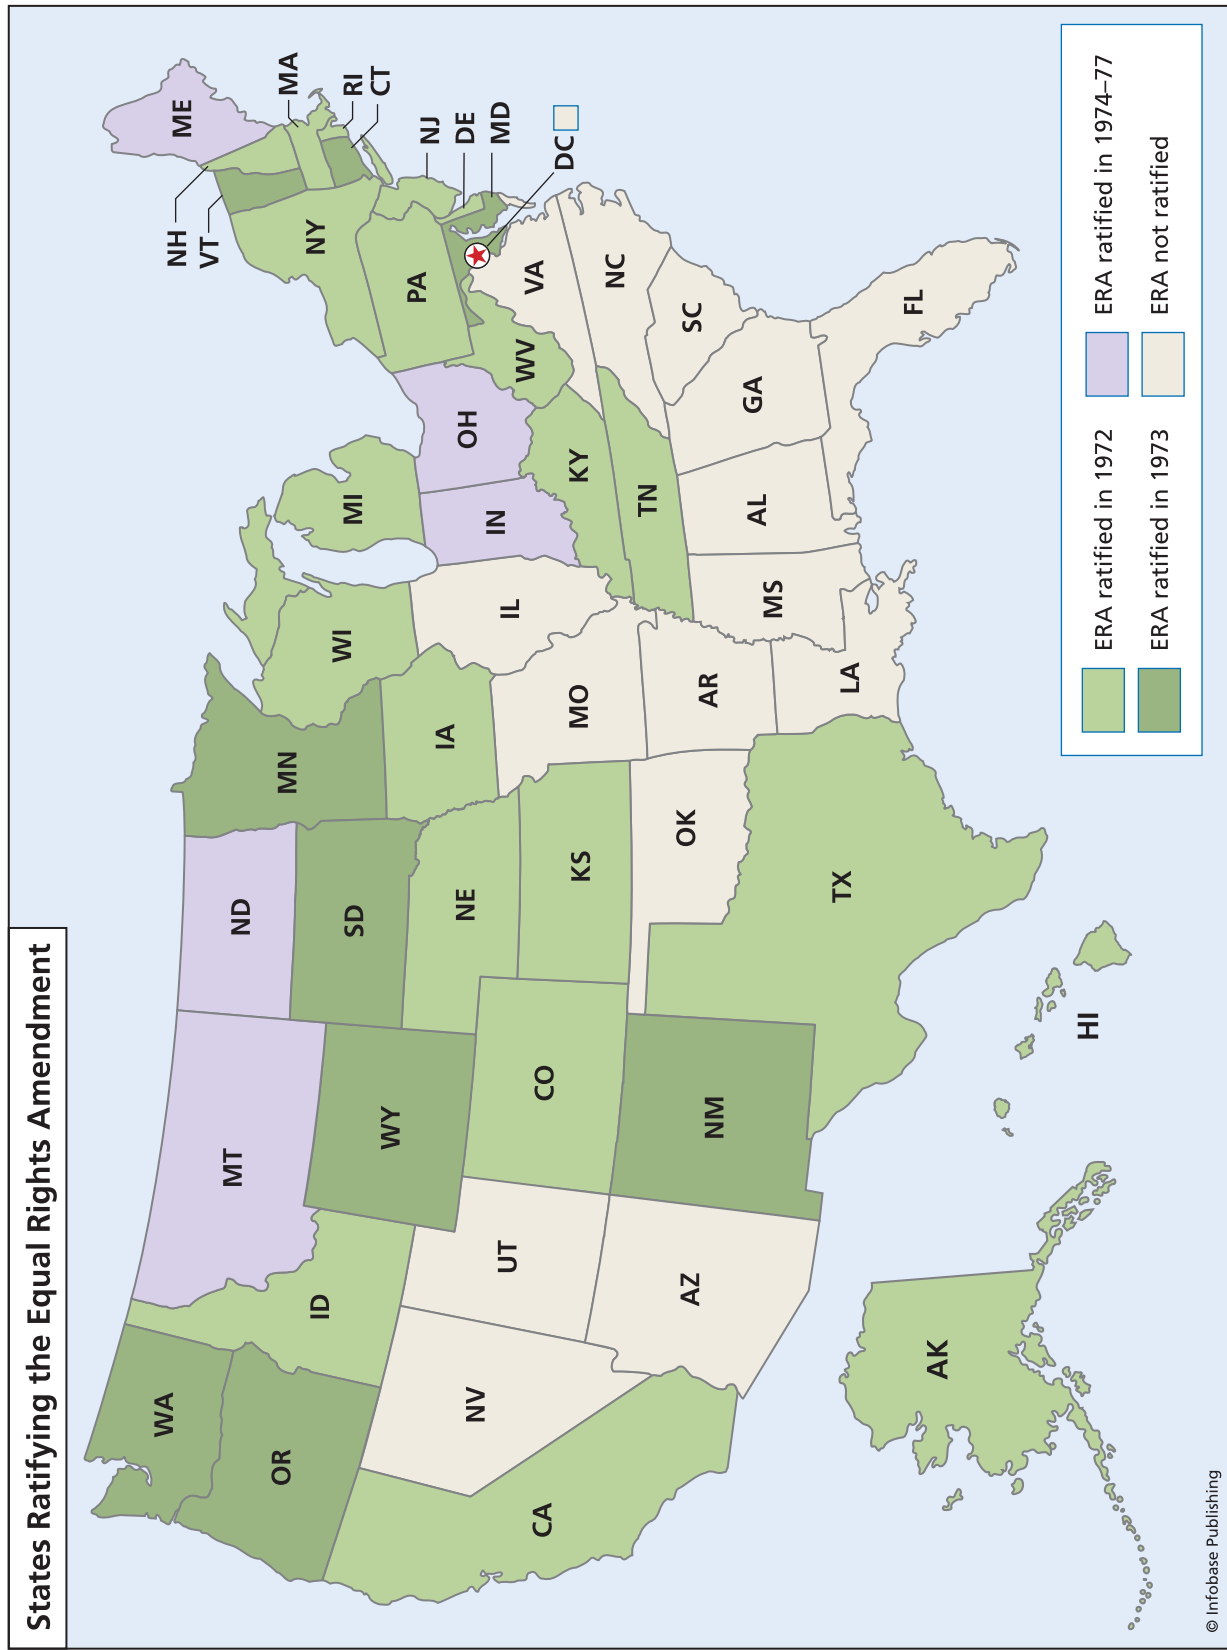 States Ratifying the Equal Rights Amendment
WA
OR
CA
NV
ID
MT
WY
UT
AZ
CO
NM
ND
SD
NE
KS
OK
TX
MN
IA
MO
AR
LA
WI
IL
MI
IN
OH
KY
TN
MS
AL
GA
FL
SC
NC
VA
WV
PA
NY
VT
NH
ME
MA
RI
CT
NJ
DE
MD
DC
AK
HI
ERA ratified in 1972
ERA ratified in 1974–77
ERA ratified in 1973
ERA not ratified
© Infobase Publishing